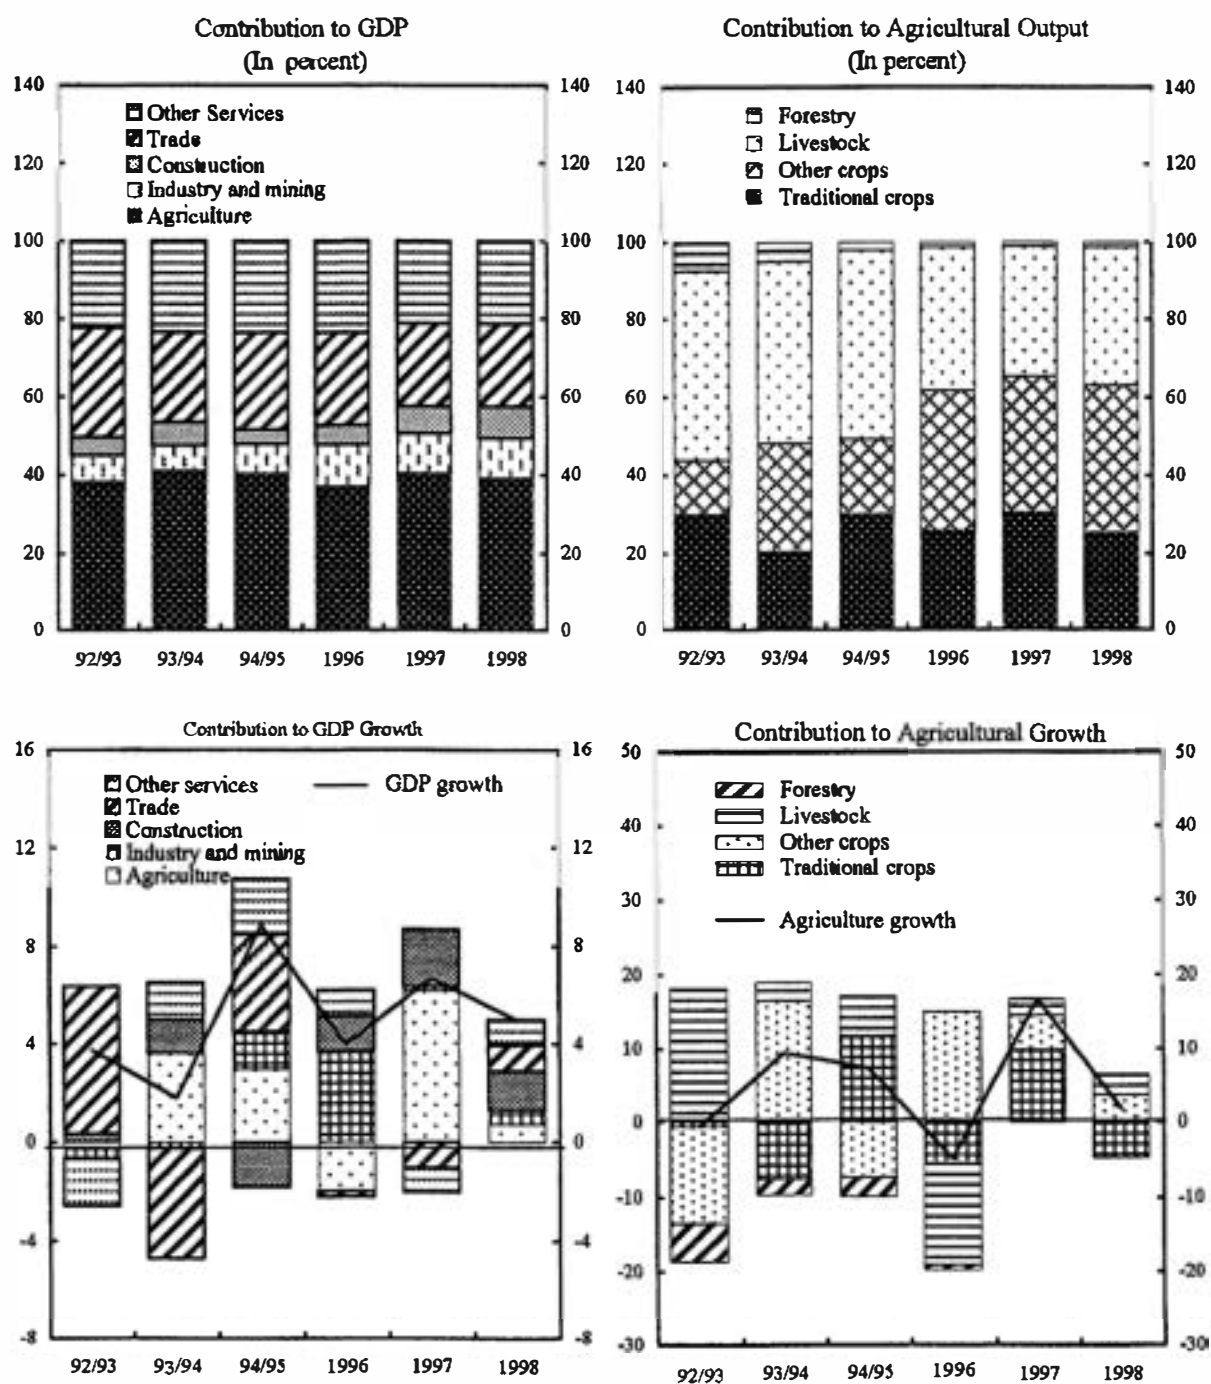 Contribution to GDP
(In percent)
140
120
100
80
60
40
20
0
140
120
100
80
60
40
20
0
Other Services
Trade
Construction
Industry and mining
Agriculture
92/93 93/94 94/95 1996 1997 1998
Contribution to Agricultural Output
(In percent)
140
120
100
80
60
40
20
0
140
120
100
80
60
40
20
0
Forestry
Livestock
Other crops
Traditional crops
92/93 93/94 94/95 1996 1997 1998
Contribution to GDP Growth
16
12
8
4
0
-4
-8
16
12
8
4
0
-4
-8
Other services
GDP growth
Trade
Construction
Industry and mining
Agriculture
92/93 93/94 94/95 1996 1997 1998
Contribution to Agricultural Growth
50
40
30
20
10
0
-10
-20
-30
50
40
30
20
10
0
-10
-20
-30
Forestry
Livestock
Other crops
Traditional crops
Agriculture growth
92/93 93/94 94/95 1996 1997 1998